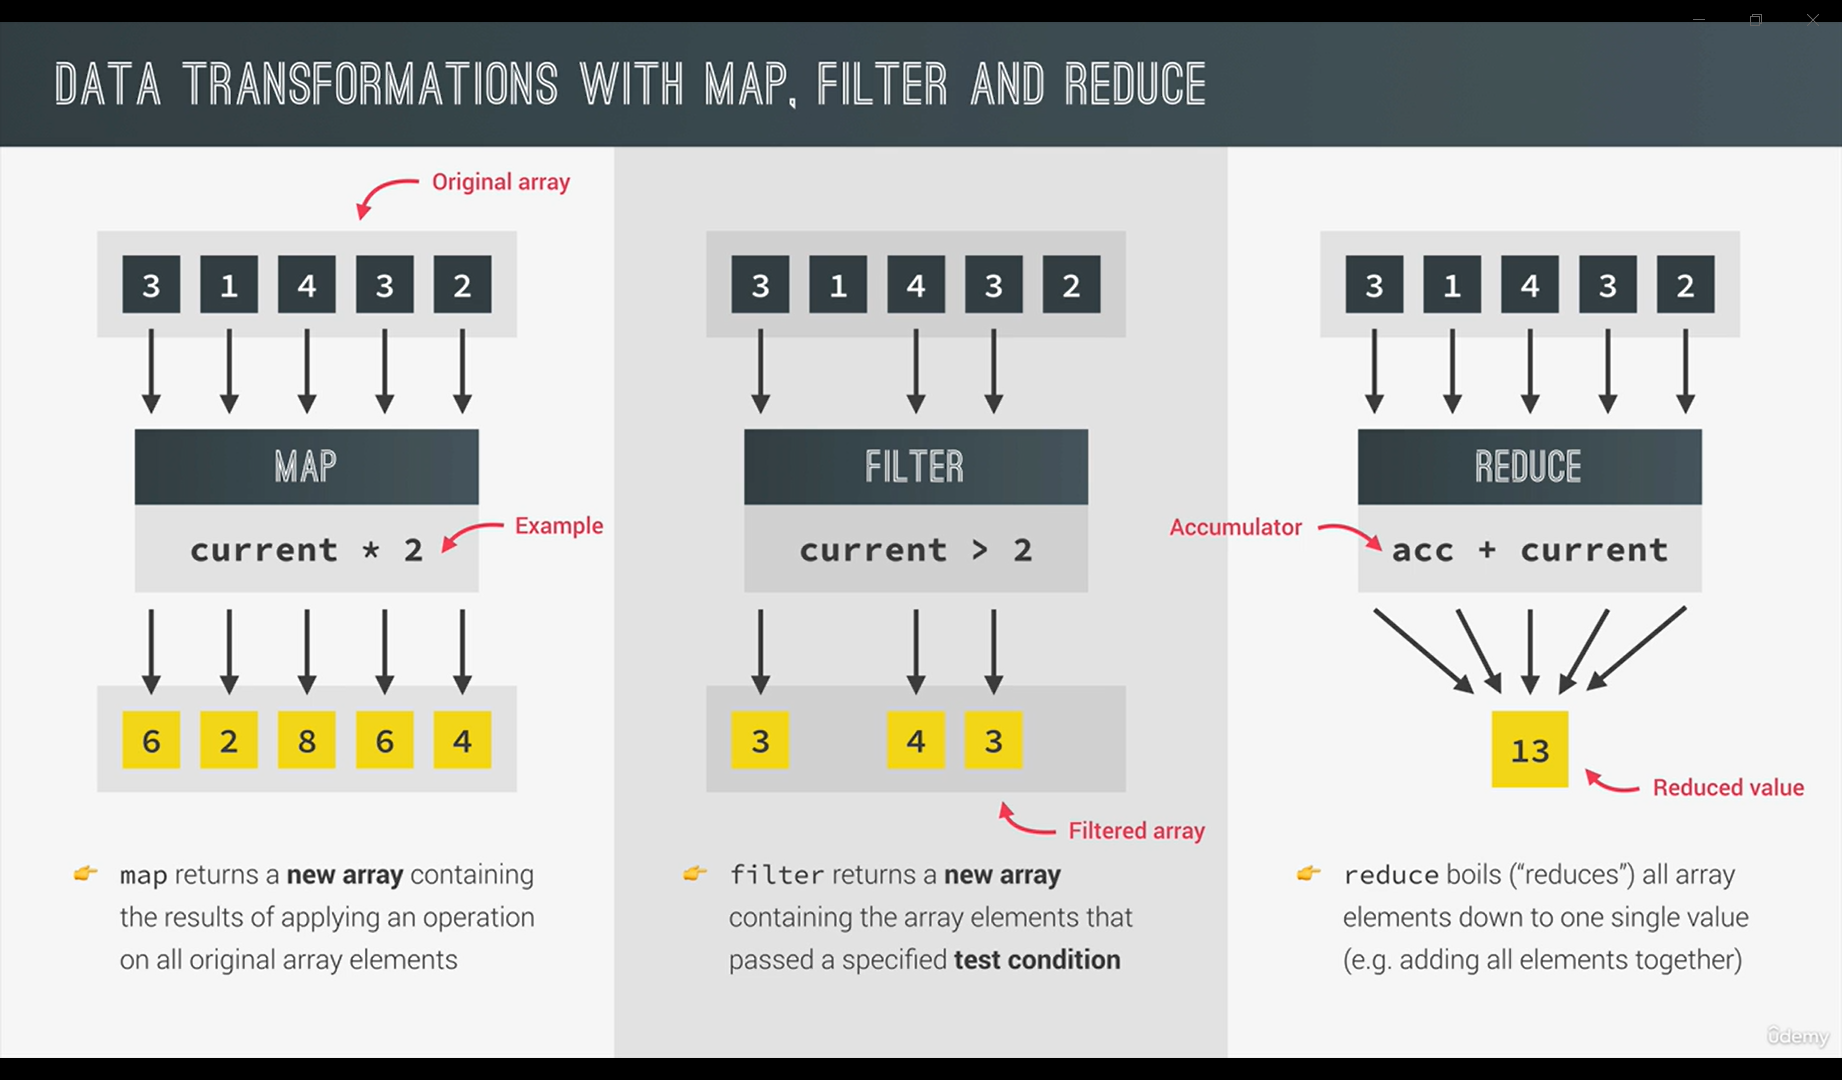 DATA TRANSFORMATIONS WITH MAP, FILTER AND REDUCE
Original array
3 1 4 3 2
MAP
Example
current * 2
6 2 8 6 4
👉 map returns a new array containing
the results of applying an operation
on all original array elements
3 1 4 3 2
FILTER
current > 2
3 4 3
Filtered array
👉 filter returns a new array
containing the array elements that
passed a specified test condition
3 1 4 3 2
REDUCE
Accumulator
acc + current
13
Reduced value
👉 reduce boils (“reduces”) all array
elements down to one single value
(e.g. adding all elements together)
ûdemy